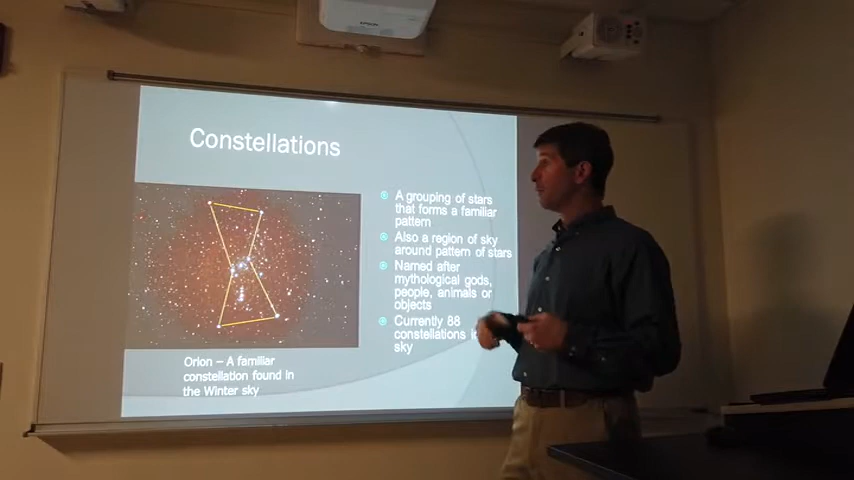 EPSON
Constellations
A grouping of stars
that forms a familiar
pattern
Also a region of sky
around pattern of stars
Named after
mythological gods,
people, animals or
objects
Currently 88
constellations
sky
Orion – A familiar
constellation found in
the Winter sky